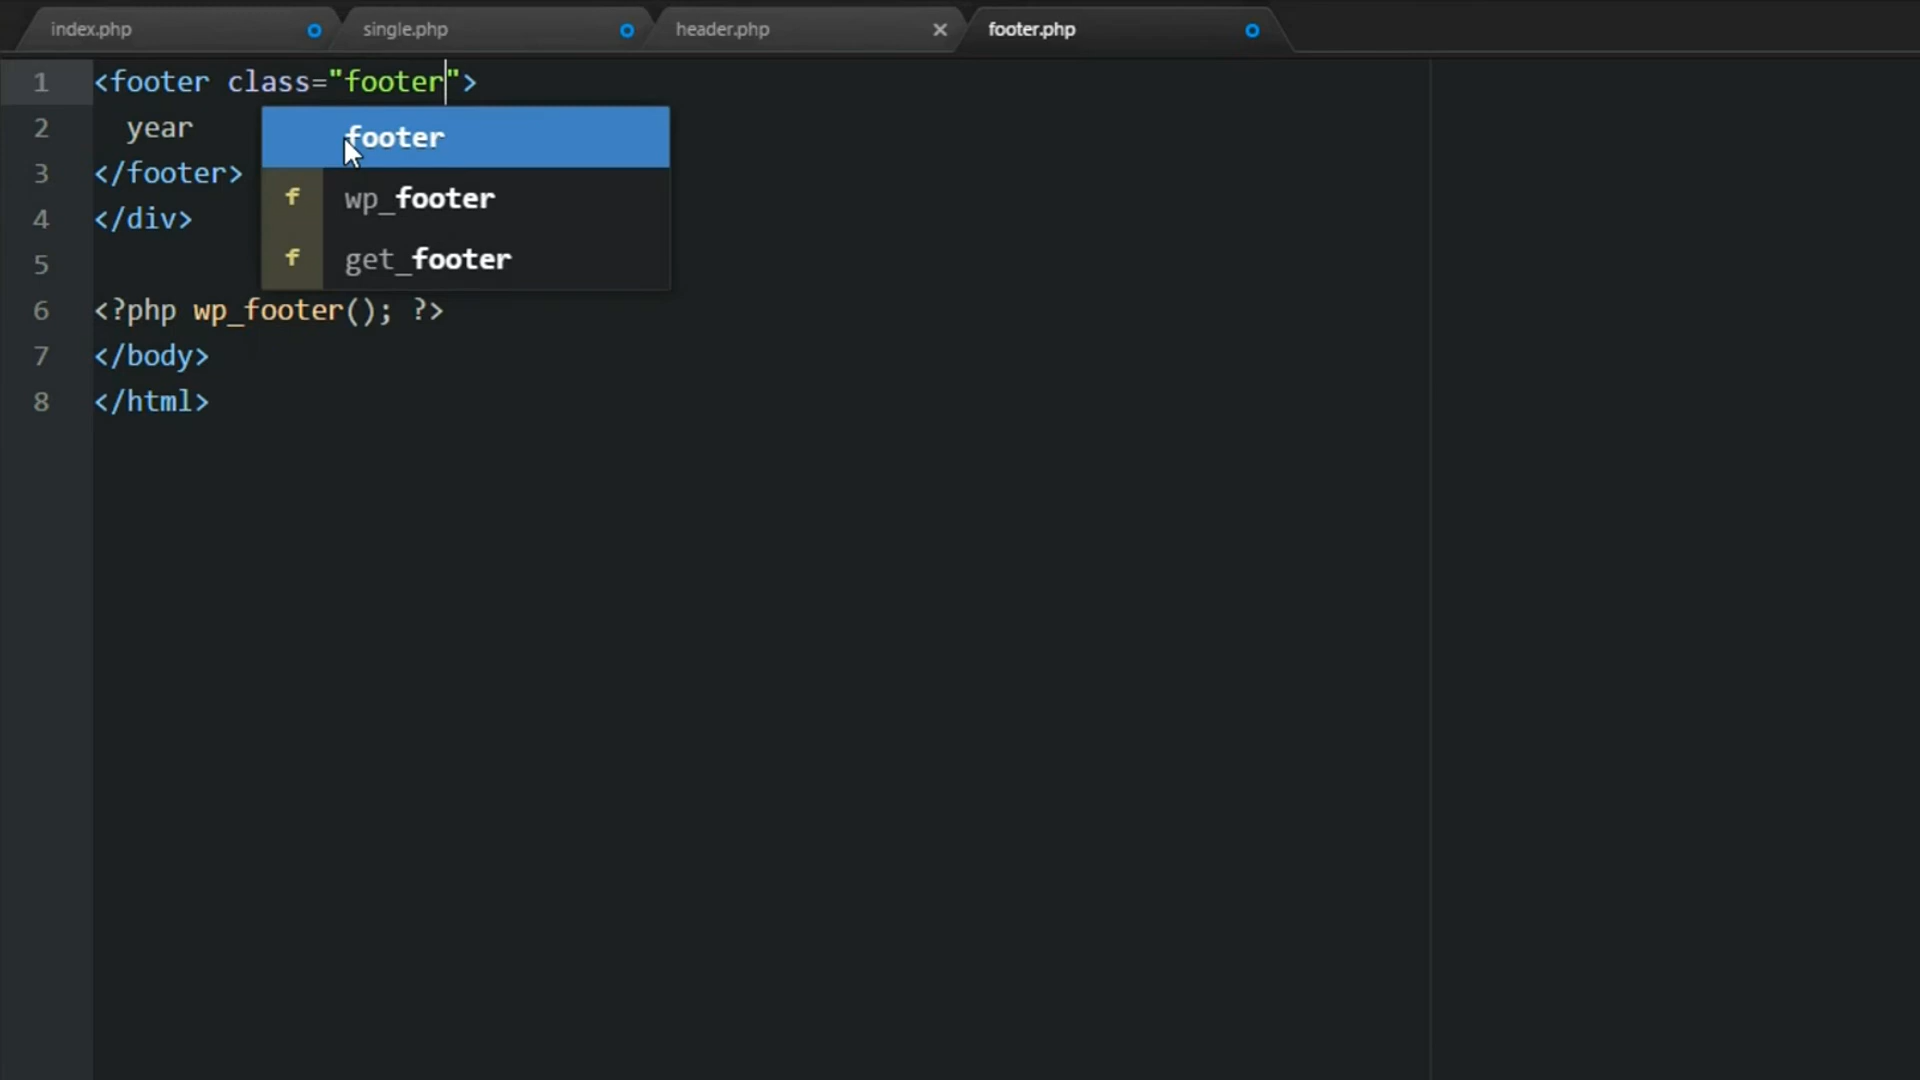 index.php single.php header.php × footer.php
1 <footer class="footer">
2 year
3 </footer>
4 </div>
5
6 <?php wp_footer(); ?>
7 </body>
8 </html>
footer
f wp_footer
f get_footer